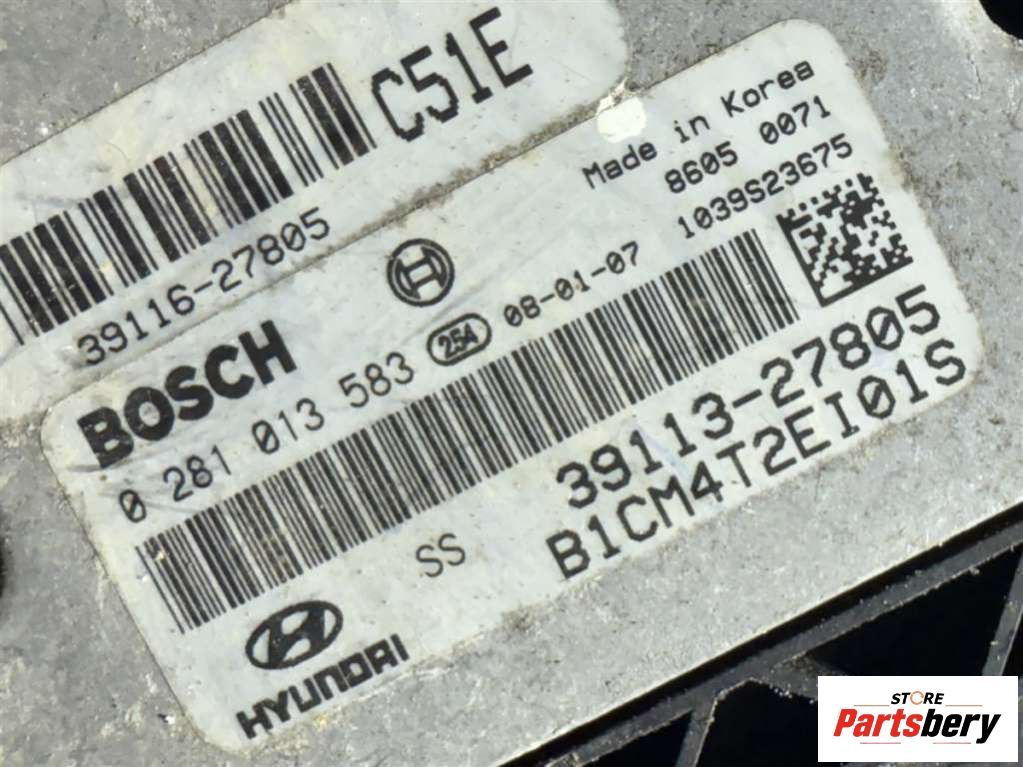 C51E
39116-27805
Made in Korea
8605 0071
1039S23675
BOSCH
0 281 013 583 254 08-01-07
39113-27805
SS B1CM4T2EI01S
HYUNDAI
STORE
Partsbery